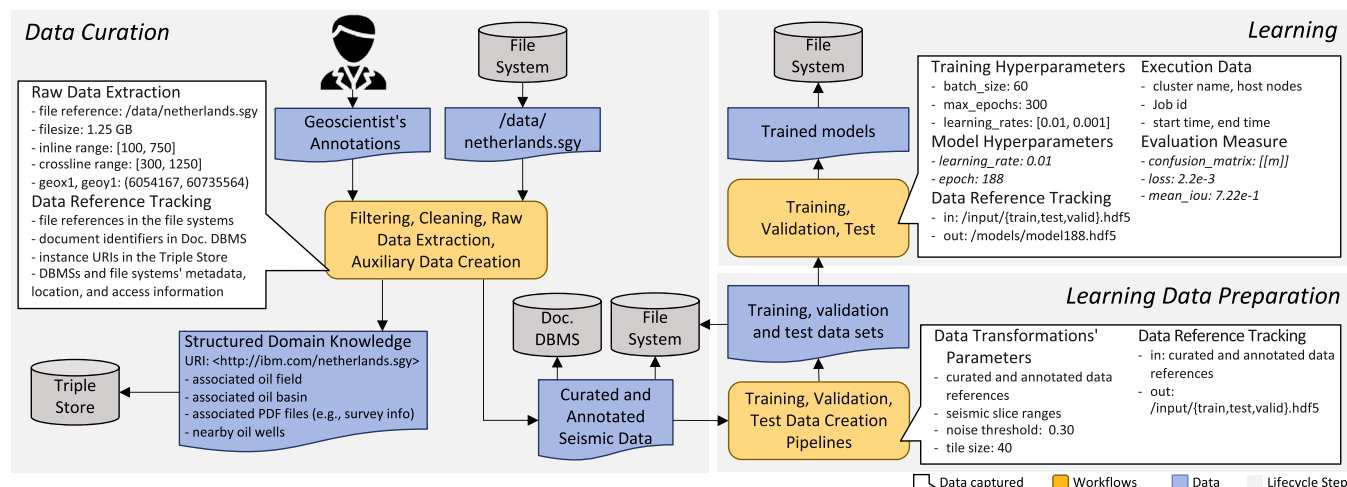 Data Curation
File
System
Raw Data Extraction
- file reference: /data/netherlands.sgy
- filesize: 1.25 GB
- inline range: [100, 750]
- crossline range: [300, 1250]
- geox1, geoy1: (6054167, 60735564)
Data Reference Tracking
- file references in the file systems
- document identifiers in Doc. DBMS
- instance URIs in the Triple Store
- DBMSs and file systems' metadata,
location, and access information
Geoscientist's
Annotations
/data/
netherlands.sgy
Filtering, Cleaning, Raw
Data Extraction,
Auxiliary Data Creation
Structured Domain Knowledge
URI: <http://ibm.com/netherlands.sgy>
- associated oil field
- associated oil basin
- associated PDF files (e.g., survey info)
- nearby oil wells
Triple
Store
Doc.
DBMS
File
System
Curated and
Annotated
Seismic Data
Learning
File
System
Trained models
Training,
Validation, Test
Training Hyperparameters
- batch_size: 60
- max_epochs: 300
- learning_rates: [0.01, 0.001]
Model Hyperparameters
- learning_rate: 0.01
- epoch: 188
Data Reference Tracking
- in: /input/{train,test,valid}.hdf5
- out: /models/model188.hdf5
Execution Data
- cluster name, host nodes
- Job id
- start time, end time
Evaluation Measure
- confusion_matrix: [[m]]
- loss: 2.2e-3
- mean_iou: 7.22e-1
Learning Data Preparation
Training, validation
and test data sets
Training, Validation,
Test Data Creation
Pipelines
Data Transformations'
Parameters
- curated and annotated data
references
- seismic slice ranges
- noise threshold: 0.30
- tile size: 40
Data Reference Tracking
- in: curated and annotated data
references
- out:
/input/{train,test,valid}.hdf5
Data captured
Workflows
Data
Lifecycle Step